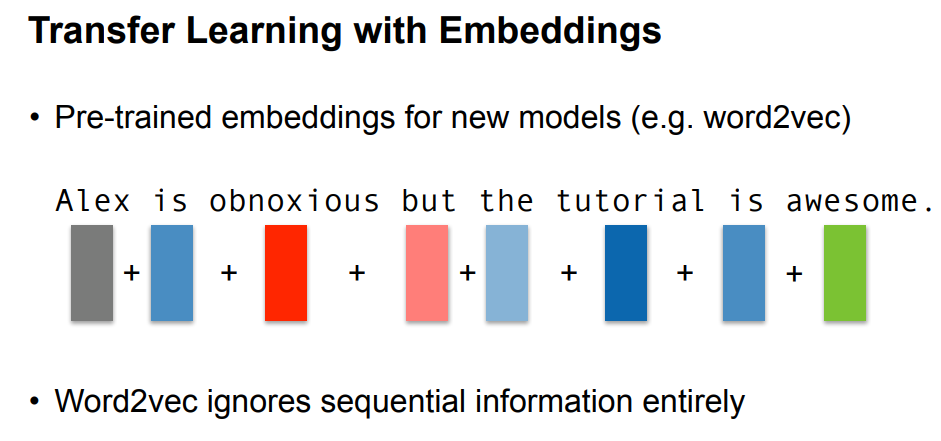 Transfer Learning with Embeddings
• Pre-trained embeddings for new models (e.g. word2vec)
Alex is obnoxious but the tutorial is awesome.
+ + + + + + +
• Word2vec ignores sequential information entirely